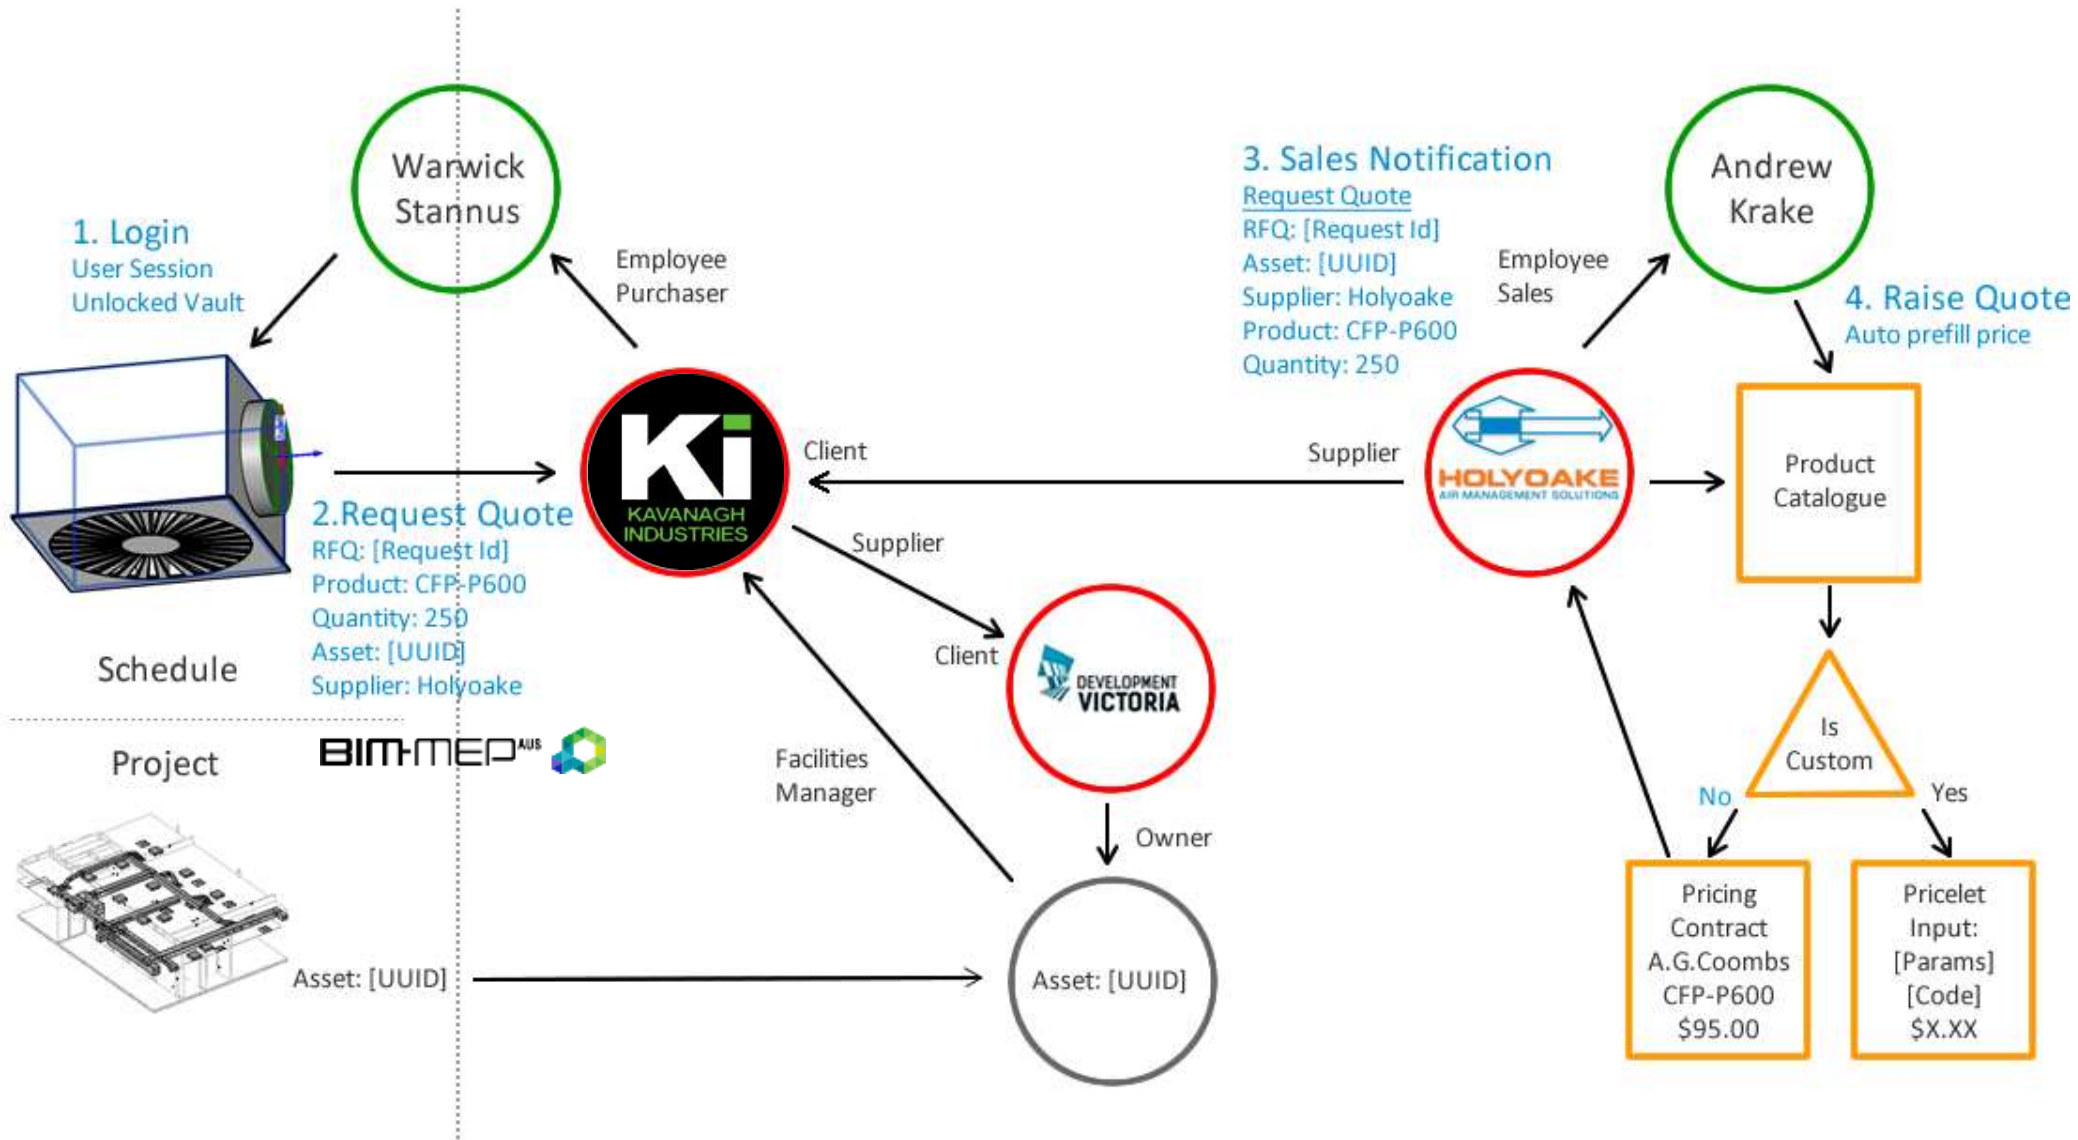 Warwick
Stannus
1. Login
User Session
Unlocked Vault
Employee
Purchaser
3. Sales Notification
Request Quote
RFQ: [Request Id]
Asset: [UUID]
Supplier: Holyoake
Product: CFP-P600
Quantity: 250
Employee
Sales
Andrew
Krake
4. Raise Quote
Auto prefill price
Ki
KAVANAGH
INDUSTRIES
Client
Supplier
HOLYOAKE
AIR MANAGEMENT SOLUTIONS
Product
Catalogue
2.Request Quote
RFQ: [Request Id]
Product: CFP-P600
Quantity: 250
Asset: [UUID]
Supplier: Holyoake
Supplier
Client
DEVELOPMENT
VICTORIA
Schedule
Project
BIM-MEP AUS
Facilities
Manager
Owner
Is
Custom
No
Yes
Asset: [UUID]
Asset: [UUID]
Pricing
Contract
A.G.Coombs
CFP-P600
$95.00
Pricelet
Input:
[Params]
[Code]
$X.XX